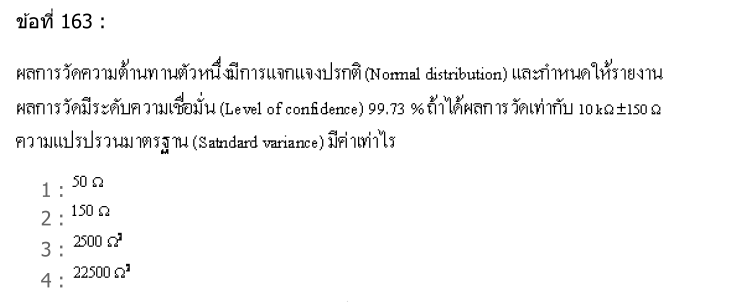 ข้อที่ 163 :
ผลการวัดความต้านทานตัวหนึ่งมีการแจกแจงปรกติ (Normal distribution) และกำหนดให้รายงาน
ผลการวัดมีระดับความเชื่อมั่น (Level of confidence) 99.73 % ถ้าได้ผลการวัดเท่ากับ 10 kΩ ±150 Ω
ความแปรปรวนมาตรฐาน (Satndard variance) มีค่าเท่าไร
1 : 50 Ω
2 : 150 Ω
3 : 2500 Ω²
4 : 22500 Ω²